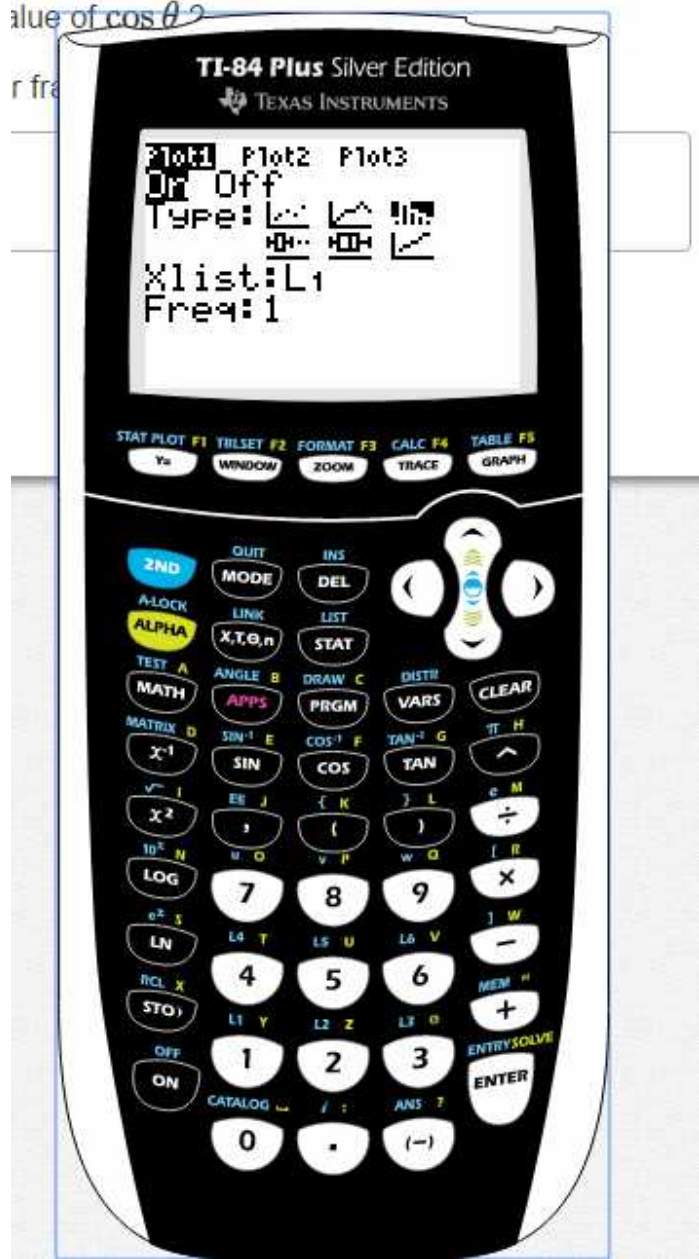 alue of cos θ ?
r fra
TI-84 Plus Silver Edition
TEXAS INSTRUMENTS
Plot1 Plot2 Plot3
On Off
Type:
Xlist:L1
Freq:1
STAT PLOT F1 TBLSET F2 FORMAT F3 CALC F4 TABLE F5
Y= WINDOW ZOOM TRACE GRAPH
QUIT INS
2ND MODE DEL
A-LOCK LINK LIST
ALPHA X,T,Θ,n STAT
TEST A ANGLE B DRAW C DISTR
MATH APPS PRGM VARS CLEAR
MATRIX D SIN-1 E COS-1 F TAN-1 G π H
X-1 SIN COS TAN ^
√ I EE J { K } L e M
X2 , ( ) ÷
10x N u O v P w Q [ R
LOG 7 8 9 ×
ex S L4 T L5 U L6 V ] W
LN 4 5 6 −
RCL X L1 Y L2 Z L3 Θ MEM "
STO› 1 2 3 +
OFF CATALOG ⎵ i : ANS ? ENTRY SOLVE
ON 0 . (−) ENTER